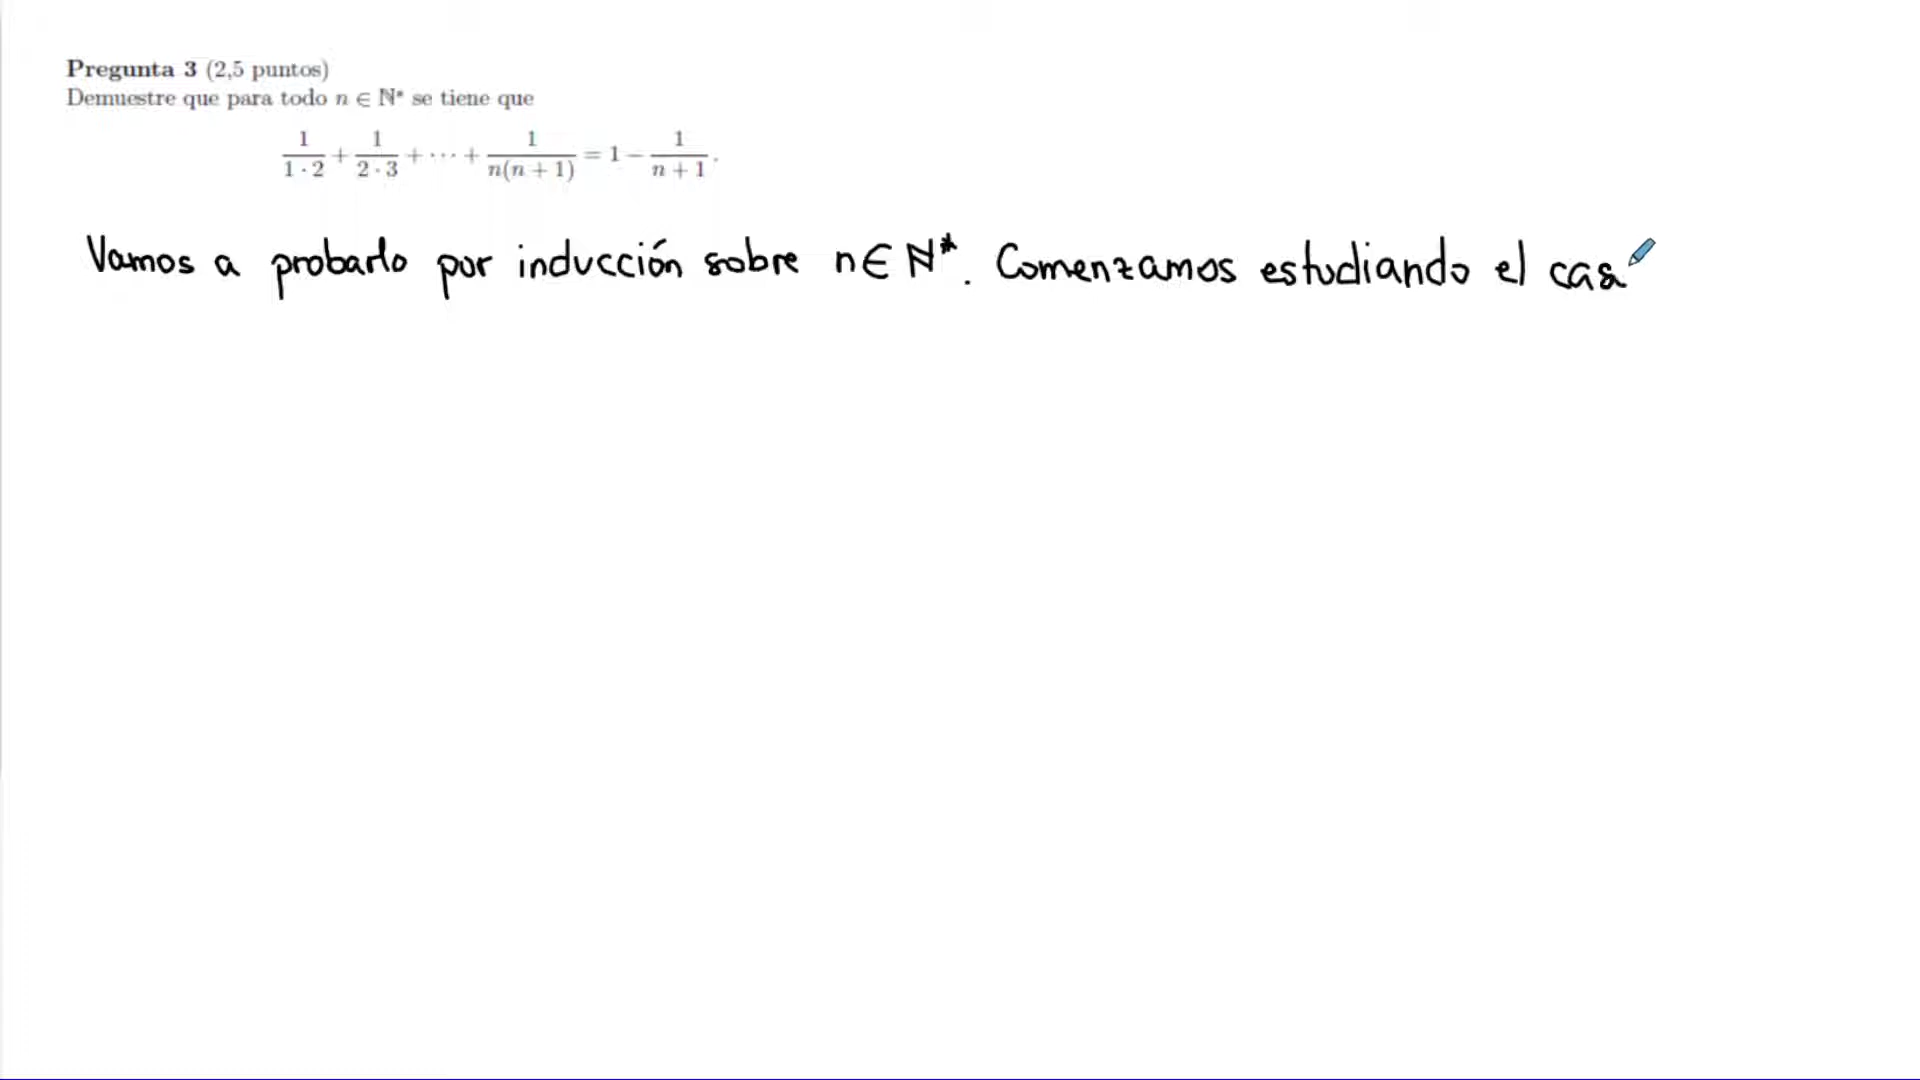 Pregunta 3 (2,5 puntos)
Demuestre que para todo n ∈ ℕ* se tiene que
1/(1·2) + 1/(2·3) + ⋯ + 1/(n(n + 1)) = 1 − 1/(n + 1).
Vamos a probarlo por inducción sobre n ∈ ℕ*. Comenzamos estudiando el cas